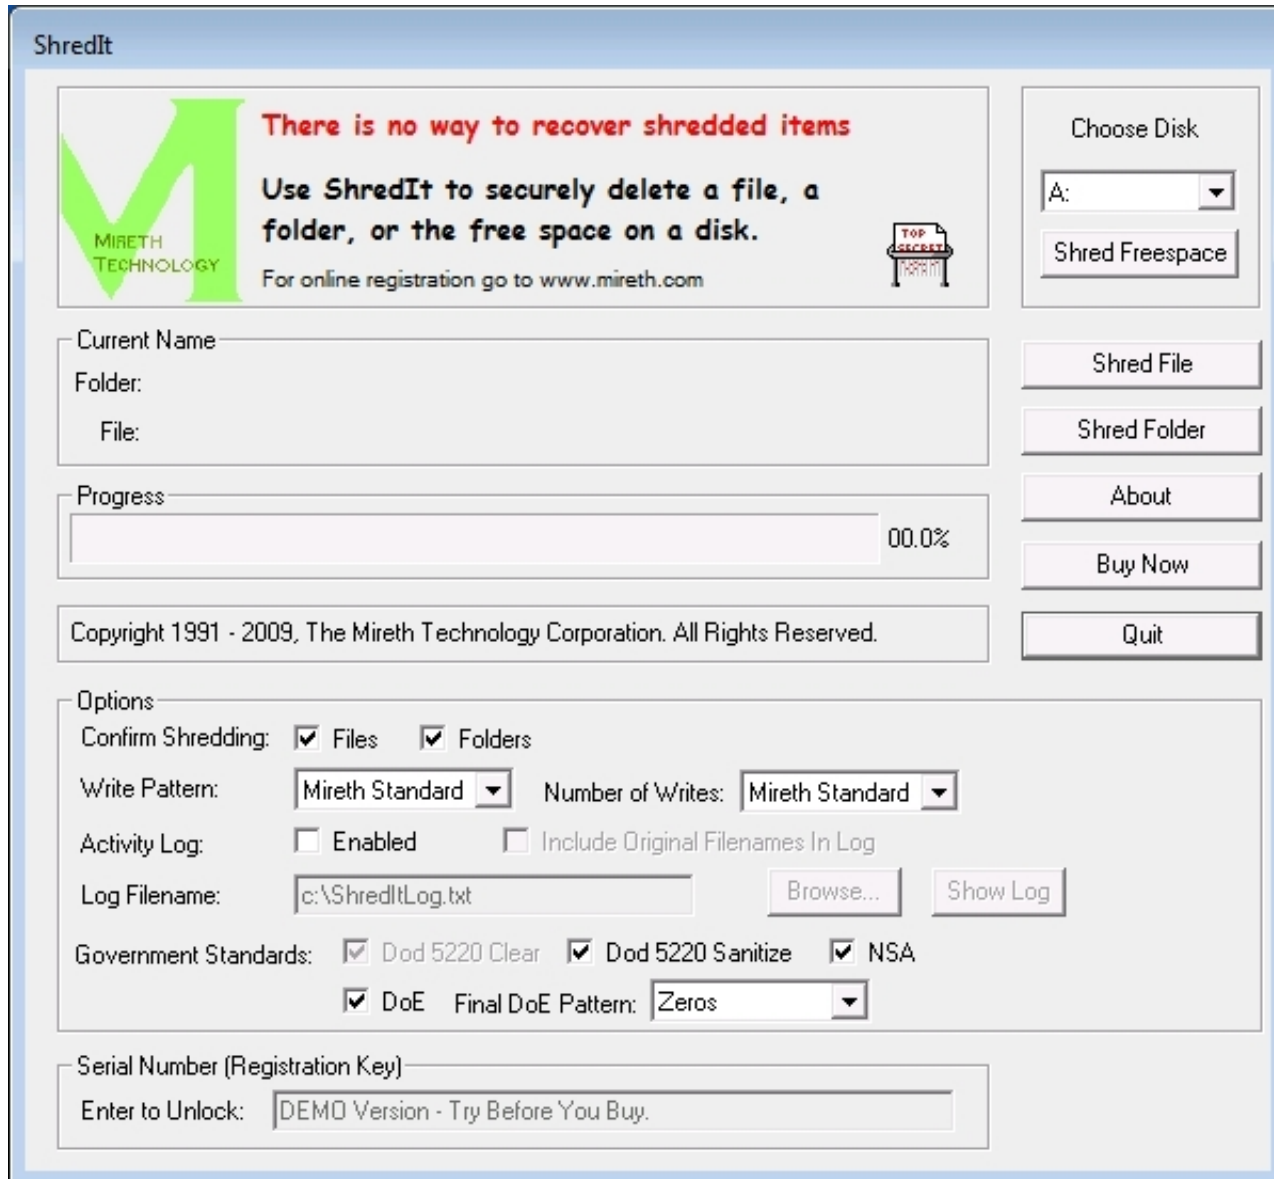 ShredIt
There is no way to recover shredded items
Use ShredIt to securely delete a file, a
folder, or the free space on a disk.
MIRETH
TECHNOLOGY
For online registration go to www.mireth.com
TOP
SECRET
Choose Disk
A:
Shred Freespace
Current Name
Folder:
File:
Shred File
Shred Folder
Progress
00.0%
About
Buy Now
Copyright 1991 - 2009, The Mireth Technology Corporation. All Rights Reserved.
Quit
Options
Confirm Shredding: Files Folders
Write Pattern: Mireth Standard Number of Writes: Mireth Standard
Activity Log: Enabled Include Original Filenames In Log
Log Filename: c:\ShredItLog.txt Browse... Show Log
Government Standards: Dod 5220 Clear Dod 5220 Sanitize NSA
DoE Final DoE Pattern: Zeros
Serial Number (Registration Key)
Enter to Unlock: DEMO Version - Try Before You Buy.